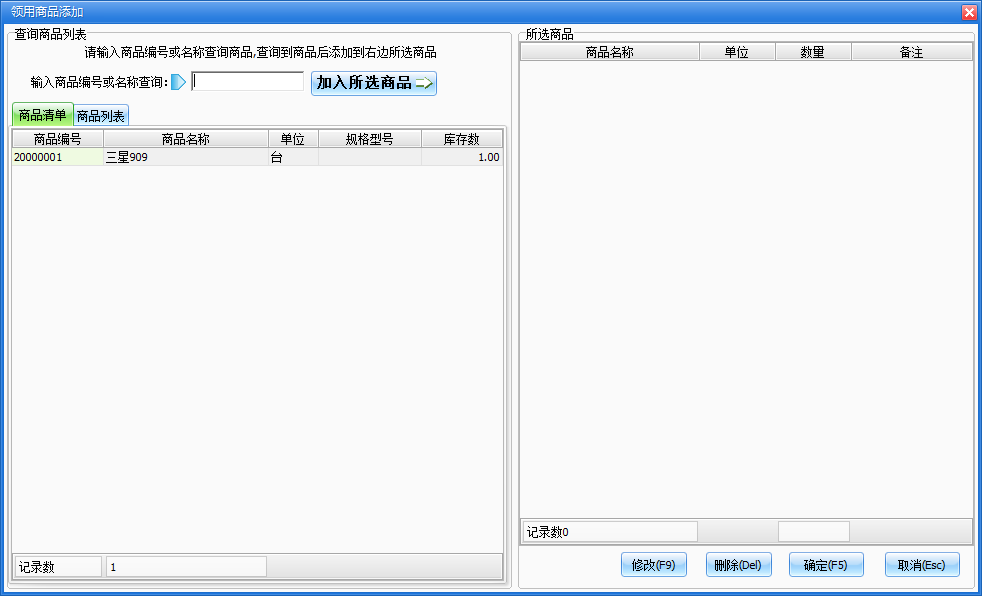 领用商品添加
查询商品列表
请输入商品编号或名称查询商品,查询到商品后添加到右边所选商品
输入商品编号或名称查询:
加入所选商品
商品清单 商品列表
商品编号 商品名称 单位 规格型号 库存数
20000001 三星909 台 1.00
记录数 1
所选商品
商品名称 单位 数量 备注
记录数0
修改(F9) 删除(Del) 确定(F5) 取消(Esc)